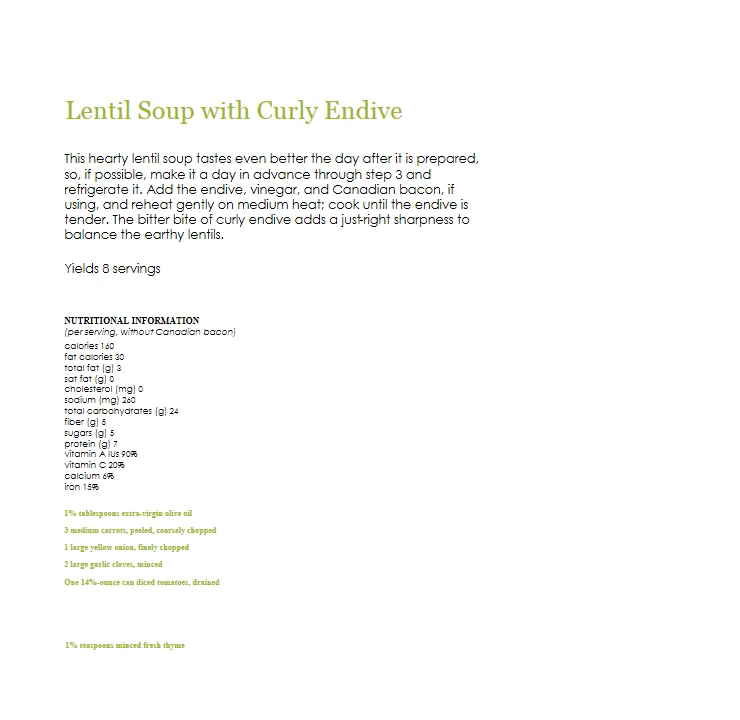 Lentil Soup with Curly Endive
This hearty lentil soup tastes even better the day after it is prepared,
so, if possible, make it a day in advance through step 3 and
refrigerate it. Add the endive, vinegar, and Canadian bacon, if
using, and reheat gently on medium heat; cook until the endive is
tender. The bitter bite of curly endive adds a just-right sharpness to
balance the earthy lentils.
Yields 8 servings
NUTRITIONAL INFORMATION
(per serving, without Canadian bacon)
calories 160
fat calories 30
total fat (g) 3
sat fat (g) 0
cholesterol (mg) 0
sodium (mg) 260
total carbohydrates (g) 24
fiber (g) 5
sugars (g) 5
protein (g) 7
vitamin A IUs 90%
vitamin C 20%
calcium 6%
iron 15%
1% tablespoons extra-virgin olive oil
3 medium carrots, peeled, coarsely chopped
1 large yellow onion, finely chopped
2 large garlic cloves, minced
One 14%-ounce can diced tomatoes, drained
1% teaspoons minced fresh thyme